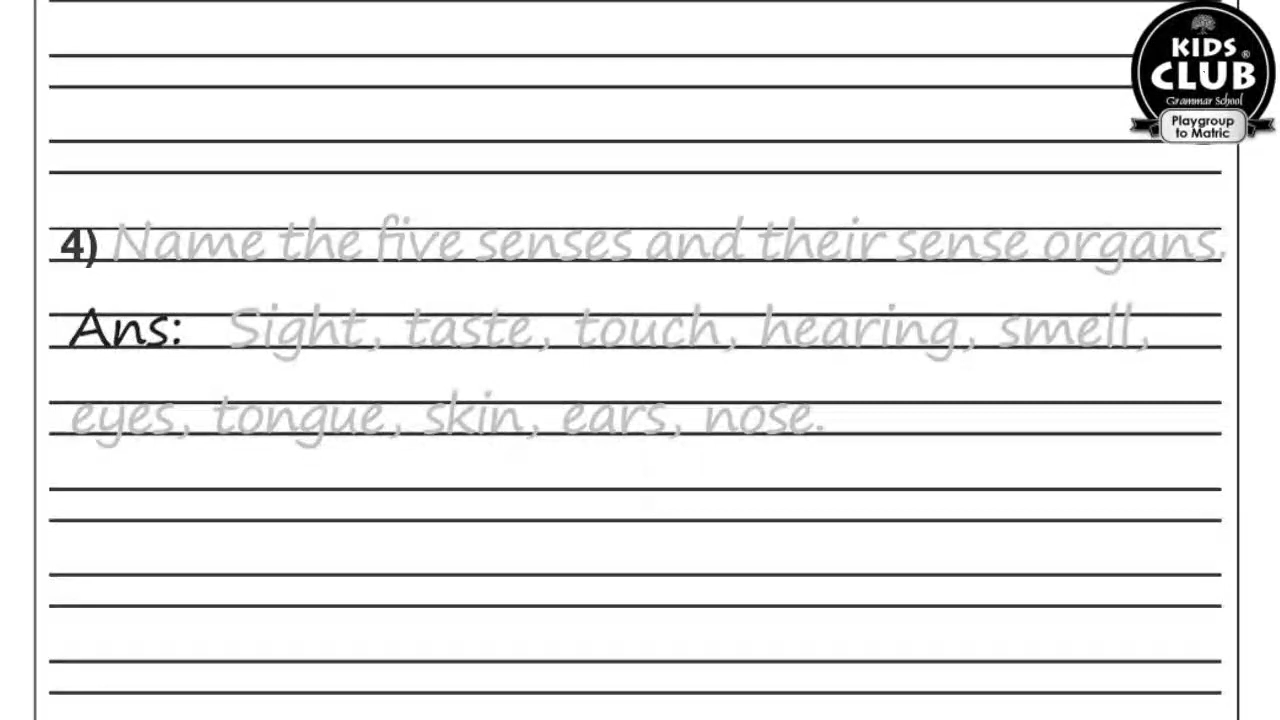 KIDS®
CLUB
Grammar School
Playgroup
to Matric
4) Name the five senses and their sense organs.
Ans: Sight, taste, touch, hearing, smell,
eyes, tongue, skin, ears, nose.